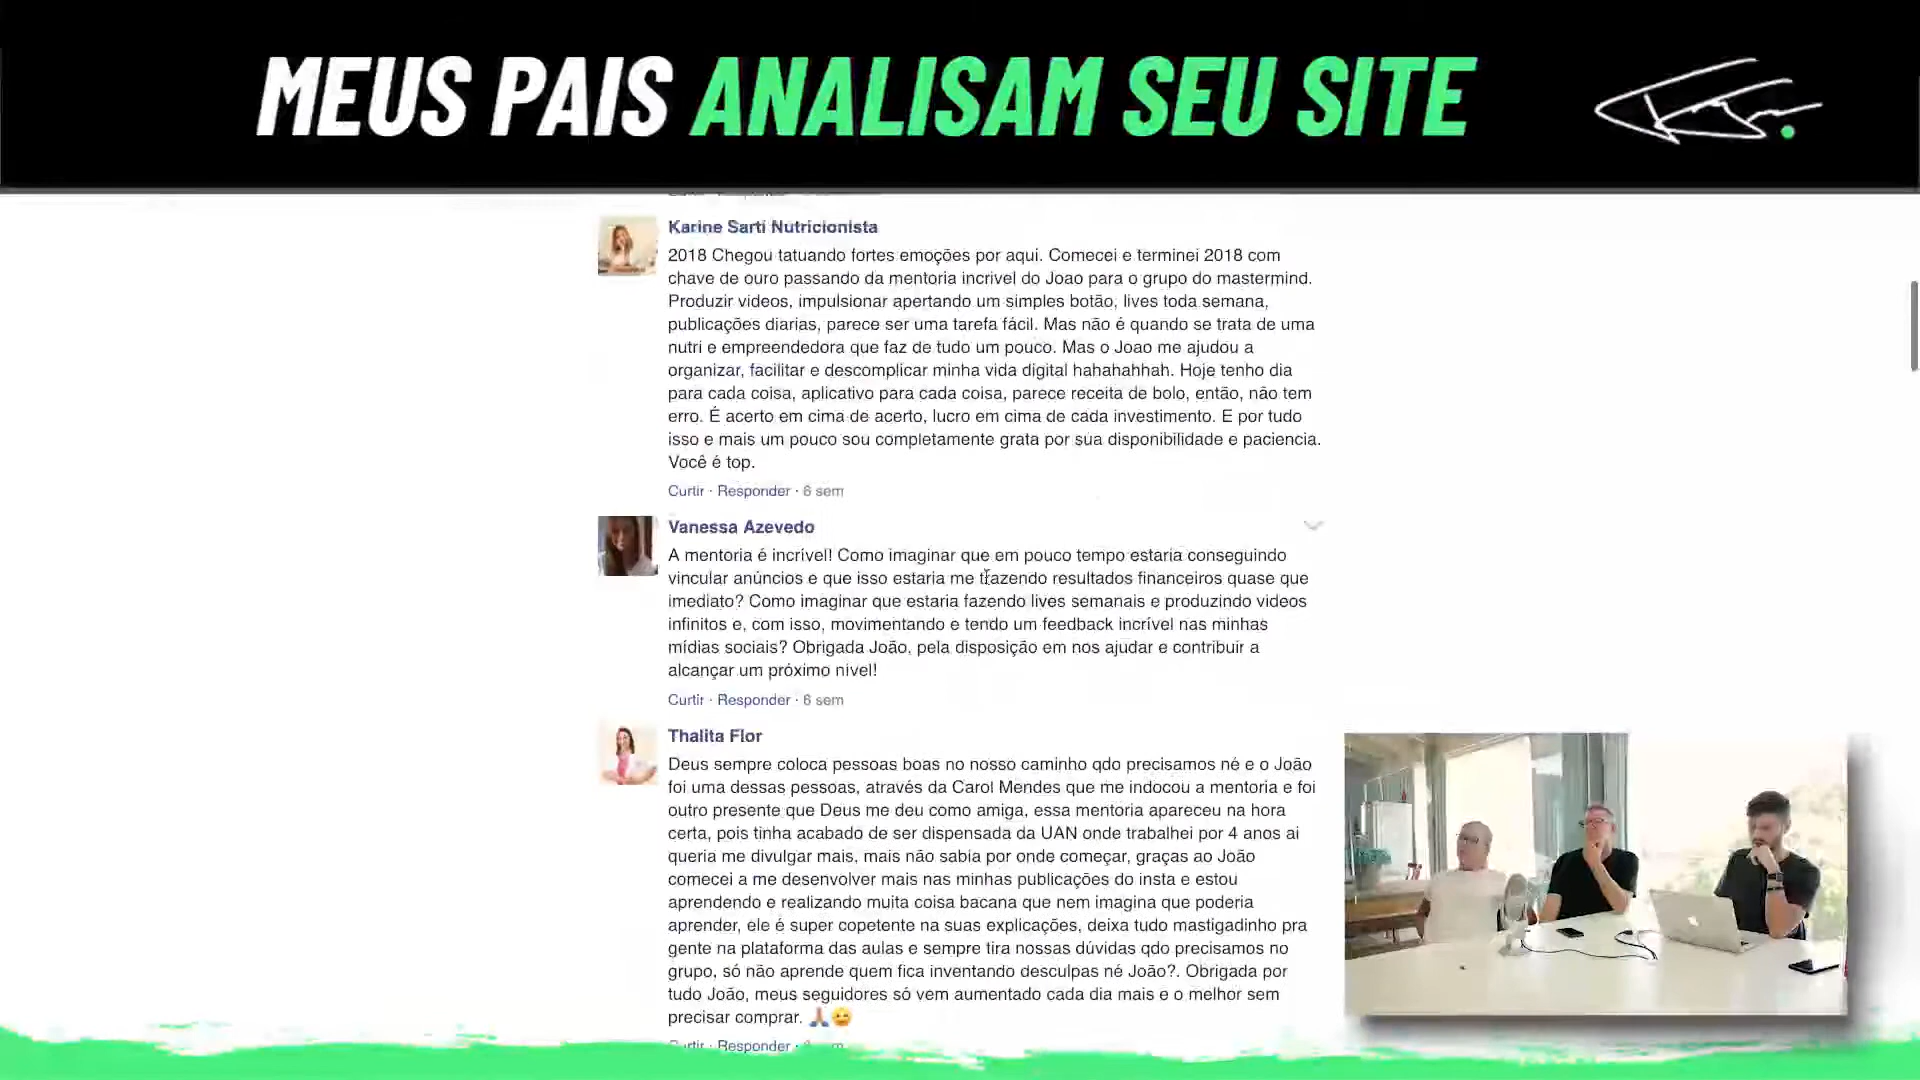 MEUS PAIS ANALISAM SEU SITE
Karine Sarti Nutricionista
2018 Chegou tatuando fortes emoções por aqui. Comecei e terminei 2018 com
chave de ouro passando da mentoria incrivel do Joao para o grupo do mastermind.
Produzir videos, impulsionar apertando um simples botão, lives toda semana,
publicações diarias, parece ser uma tarefa fácil. Mas não é quando se trata de uma
nutri e empreendedora que faz de tudo um pouco. Mas o Joao me ajudou a
organizar, facilitar e descomplicar minha vida digital hahahahhah. Hoje tenho dia
para cada coisa, aplicativo para cada coisa, parece receita de bolo, então, não tem
erro. É acerto em cima de acerto, lucro em cima de cada investimento. E por tudo
isso e mais um pouco sou completamente grata por sua disponibilidade e paciencia.
Você é top.
Curtir · Responder · 6 sem
Vanessa Azevedo
A mentoria é incrivel! Como imaginar que em pouco tempo estaria conseguindo
vincular anúncios e que isso estaria me trazendo resultados financeiros quase que
imediato? Como imaginar que estaria fazendo lives semanais e produzindo videos
infinitos e, com isso, movimentando e tendo um feedback incrível nas minhas
mídias sociais? Obrigada João, pela disposição em nos ajudar e contribuir a
alcançar um próximo nivel!
Curtir · Responder · 6 sem
Thalita Flor
Deus sempre coloca pessoas boas no nosso caminho qdo precisamos né e o João
foi uma dessas pessoas, através da Carol Mendes que me indocou a mentoria e foi
outro presente que Deus me deu como amiga, essa mentoria apareceu na hora
certa, pois tinha acabado de ser dispensada da UAN onde trabalhei por 4 anos ai
queria me divulgar mais, mais não sabia por onde começar, graças ao João
comecei a me desenvolver mais nas minhas publicações do insta e estou
aprendendo e realizando muita coisa bacana que nem imagina que poderia
aprender, ele é super copetente na suas explicações, deixa tudo mastigadinho pra
gente na plataforma das aulas e sempre tira nossas dúvidas qdo precisamos no
grupo, só não aprende quem fica inventando desculpas né João?. Obrigada por
tudo João, meus seguidores só vem aumentado cada dia mais e o melhor sem
precisar comprar. 🙏😉
Curtir · Responder ·